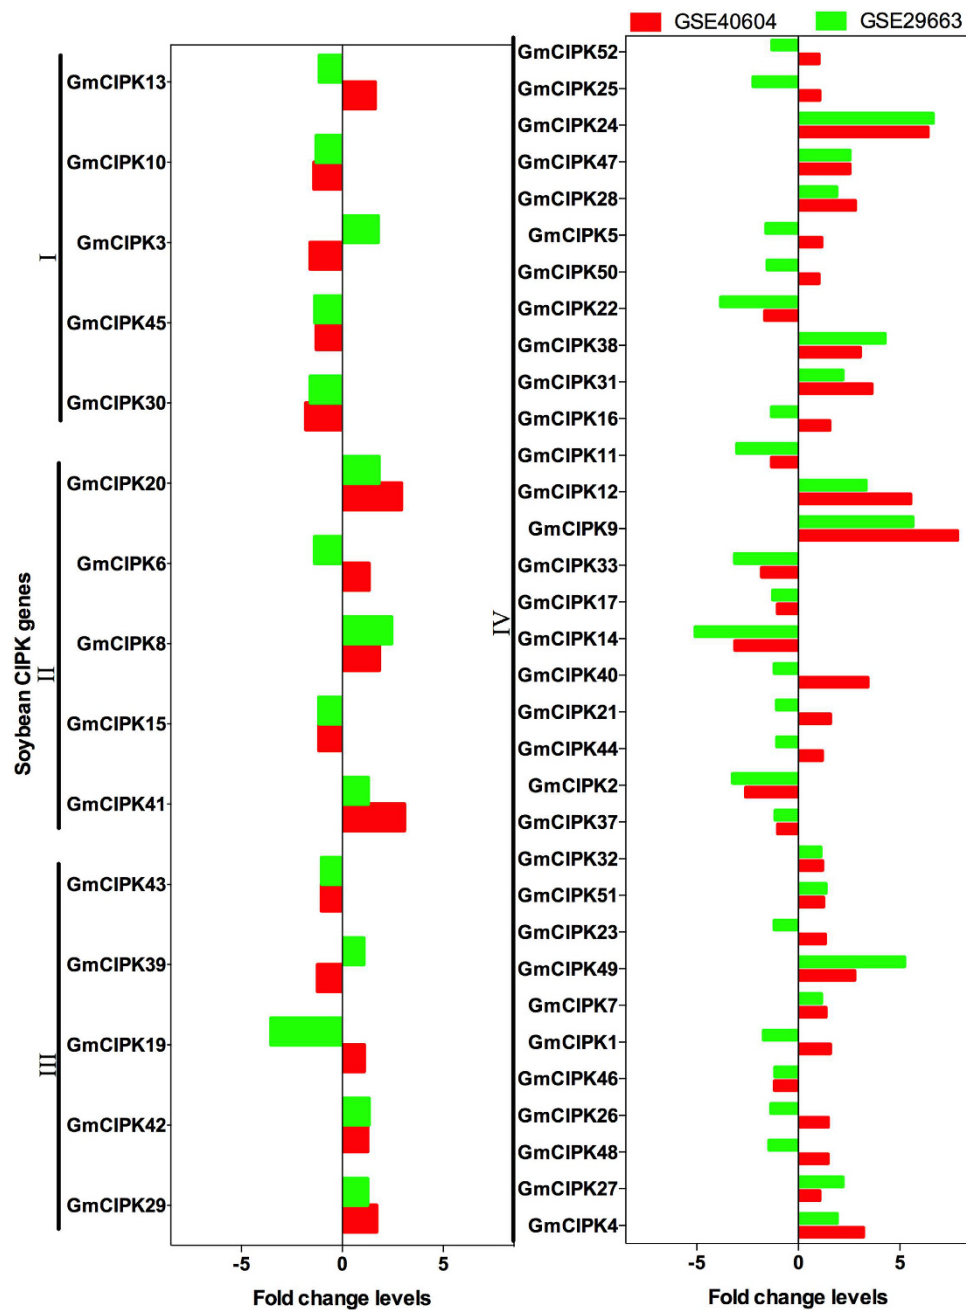 GSE40604 GSE29663
Soybean CIPK genes
I
GmCIPK13
GmCIPK10
GmCIPK3
GmCIPK45
GmCIPK30
II
GmCIPK20
GmCIPK6
GmCIPK8
GmCIPK15
GmCIPK41
III
GmCIPK43
GmCIPK39
GmCIPK19
GmCIPK42
GmCIPK29
-5 0 5
Fold change levels
IV
GmCIPK52
GmCIPK25
GmCIPK24
GmCIPK47
GmCIPK28
GmCIPK5
GmCIPK50
GmCIPK22
GmCIPK38
GmCIPK31
GmCIPK16
GmCIPK11
GmCIPK12
GmCIPK9
GmCIPK33
GmCIPK17
GmCIPK14
GmCIPK40
GmCIPK21
GmCIPK44
GmCIPK2
GmCIPK37
GmCIPK32
GmCIPK51
GmCIPK23
GmCIPK49
GmCIPK7
GmCIPK1
GmCIPK46
GmCIPK26
GmCIPK48
GmCIPK27
GmCIPK4
-5 0 5
Fold change levels